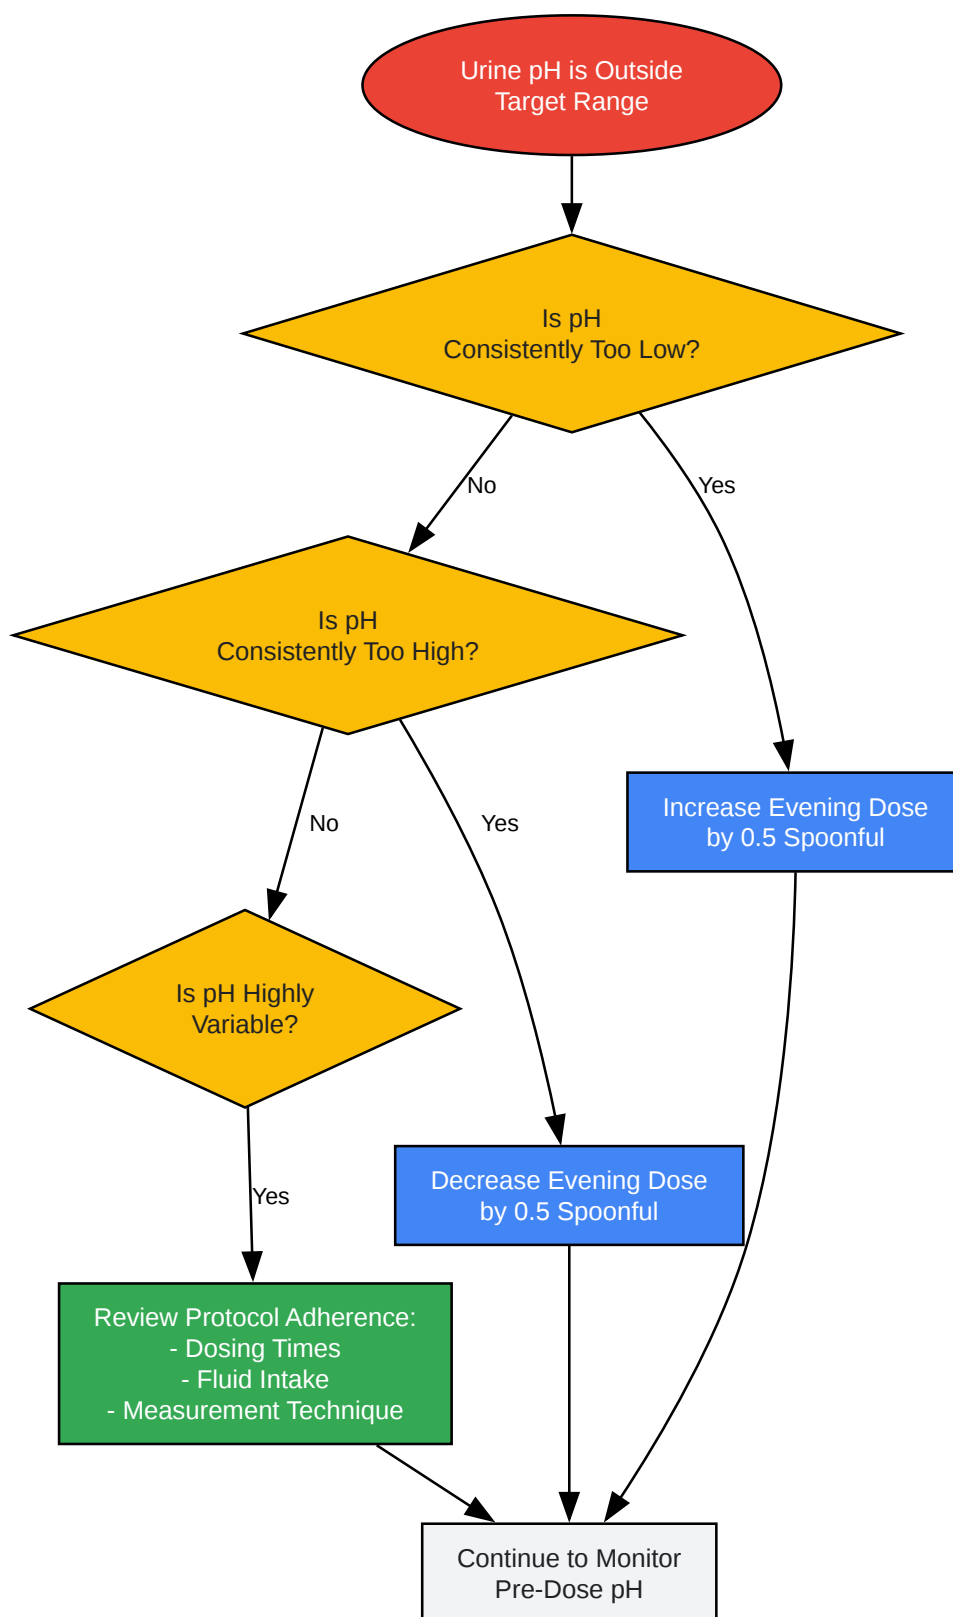 Urine pH is Outside
Target Range
Is pH
Consistently Too Low?
No
Yes
Is pH
Consistently Too High?
Increase Evening Dose
by 0.5 Spoonful
No
Yes
Is pH Highly
Variable?
Decrease Evening Dose
by 0.5 Spoonful
Yes
Review Protocol Adherence:
- Dosing Times
- Fluid Intake
- Measurement Technique
Continue to Monitor
Pre-Dose pH